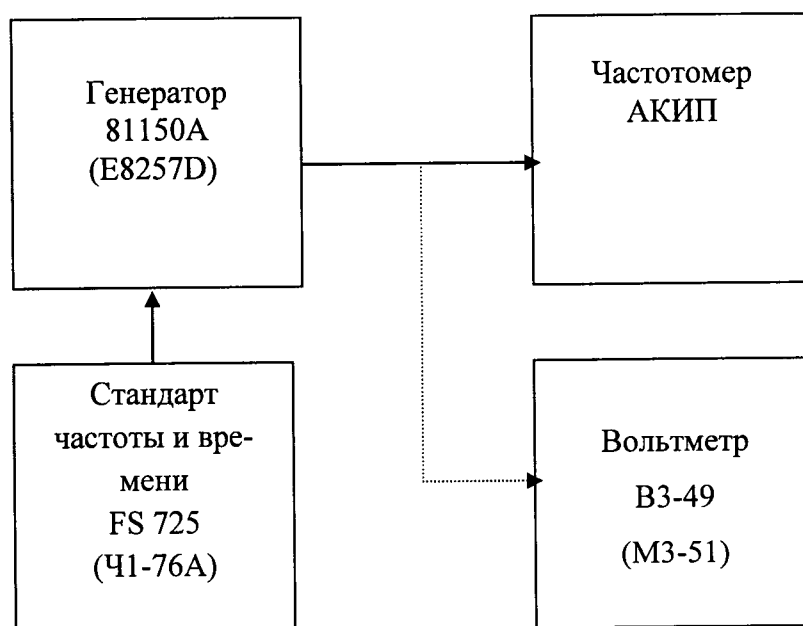 Генератор
81150A
(E8257D)
Частотомер
АКИП
Стандарт
частоты и вре-
мени
FS 725
(Ч1-76А)
Вольтметр
В3-49
(М3-51)